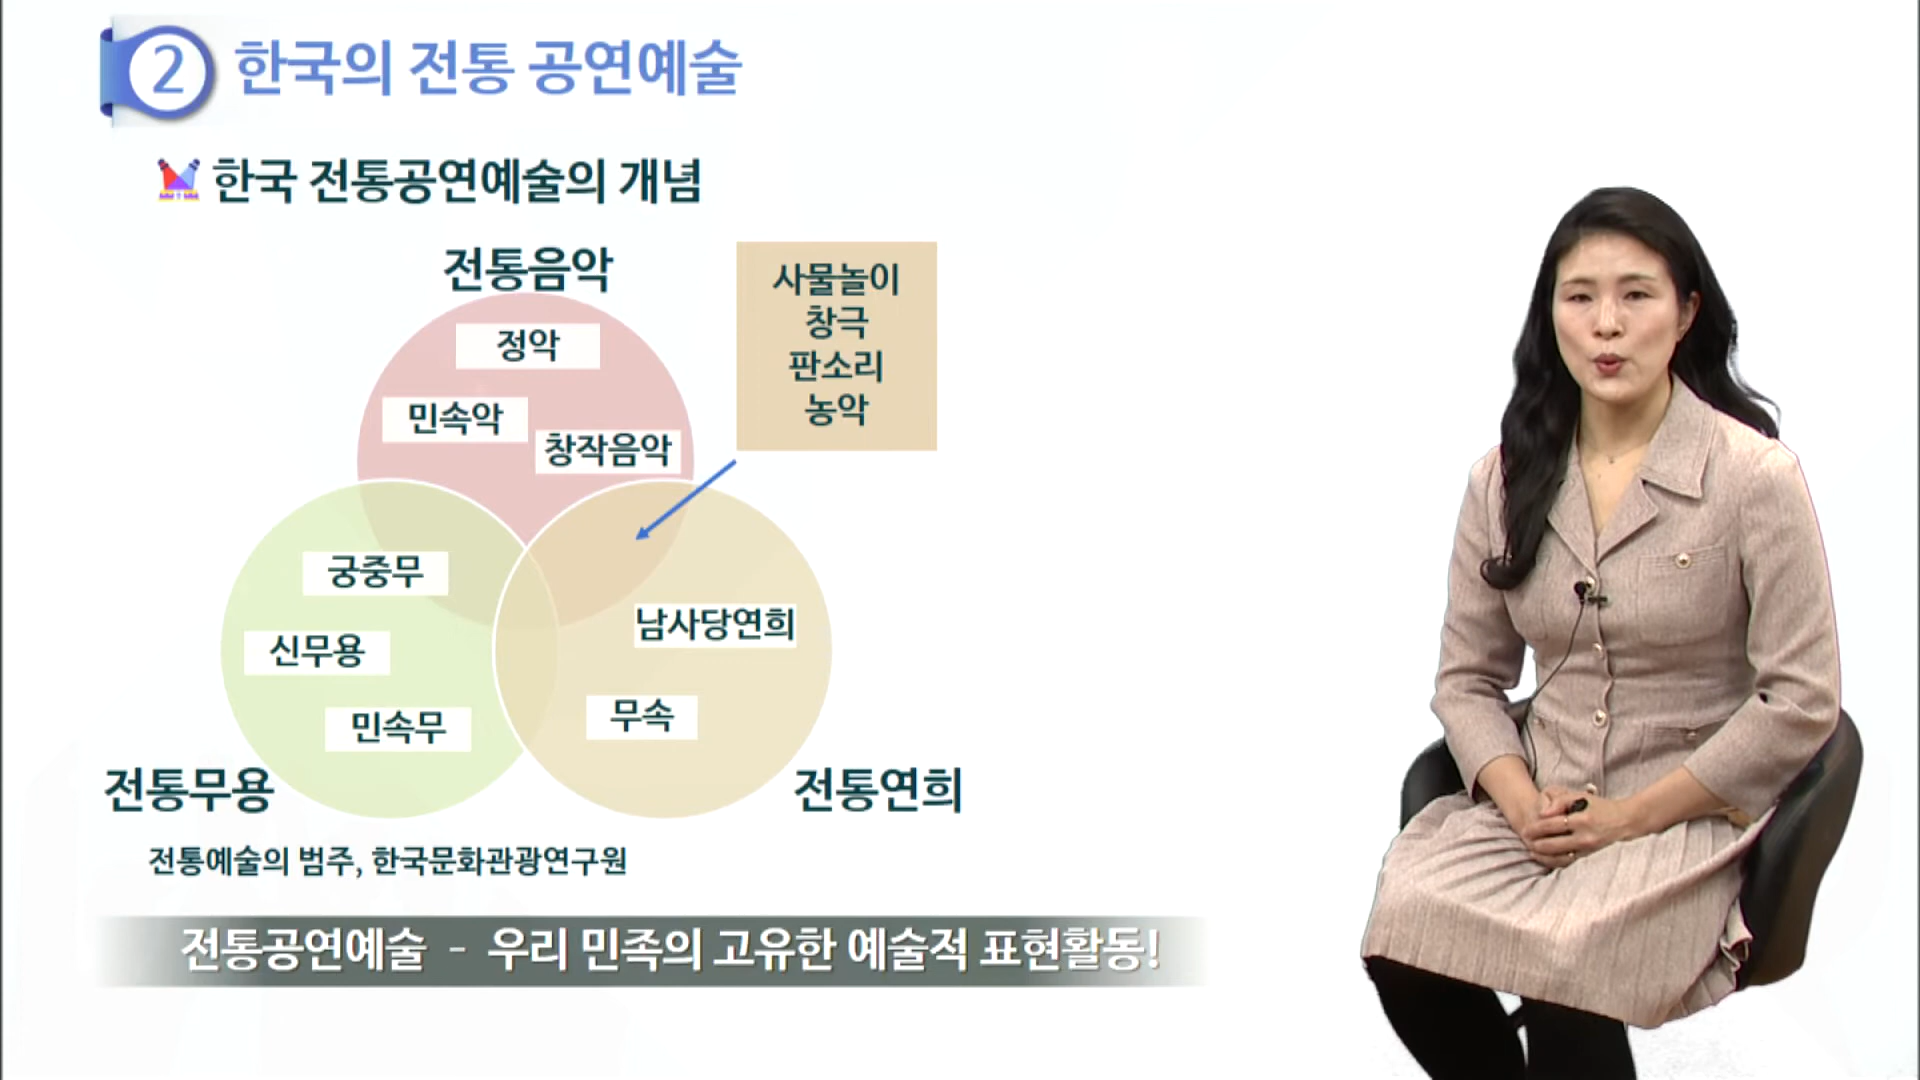 2 한국의 전통 공연예술
한국 전통공연예술의 개념
전통음악
정악
민속악
창작음악
사물놀이
창극
판소리
농악
궁중무
신무용
민속무
남사당연희
무속
전통무용
전통연희
전통예술의 범주, 한국문화관광연구원
전통공연예술 - 우리 민족의 고유한 예술적 표현활동!